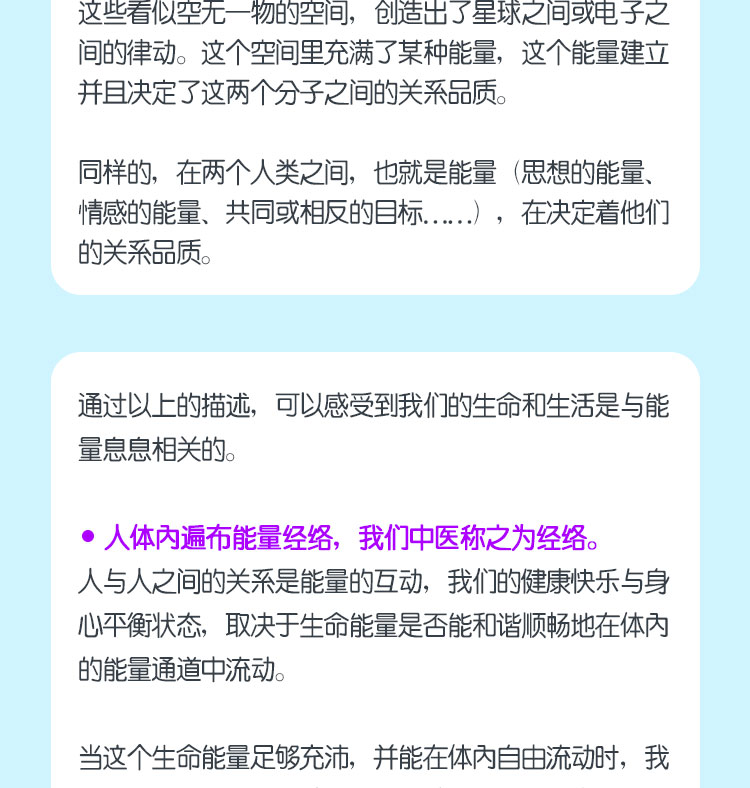 这些看似空无一物的空间，创造出了星球之间或电子之
间的律动。这个空间里充满了某种能量，这个能量建立
并且决定了这两个分子之间的关系品质。
同样的，在两个人类之间，也就是能量（思想的能量、
情感的能量、共同或相反的目标……），在决定着他们
的关系品质。
通过以上的描述，可以感受到我们的生命和生活是与能
量息息相关的。
• 人体内遍布能量经络，我们中医称之为经络。
人与人之间的关系是能量的互动，我们的健康快乐与身
心平衡状态，取决于生命能量是否能和谐顺畅地在体内
的能量通道中流动。
当这个生命能量足够充沛，并能在体内自由流动时，我